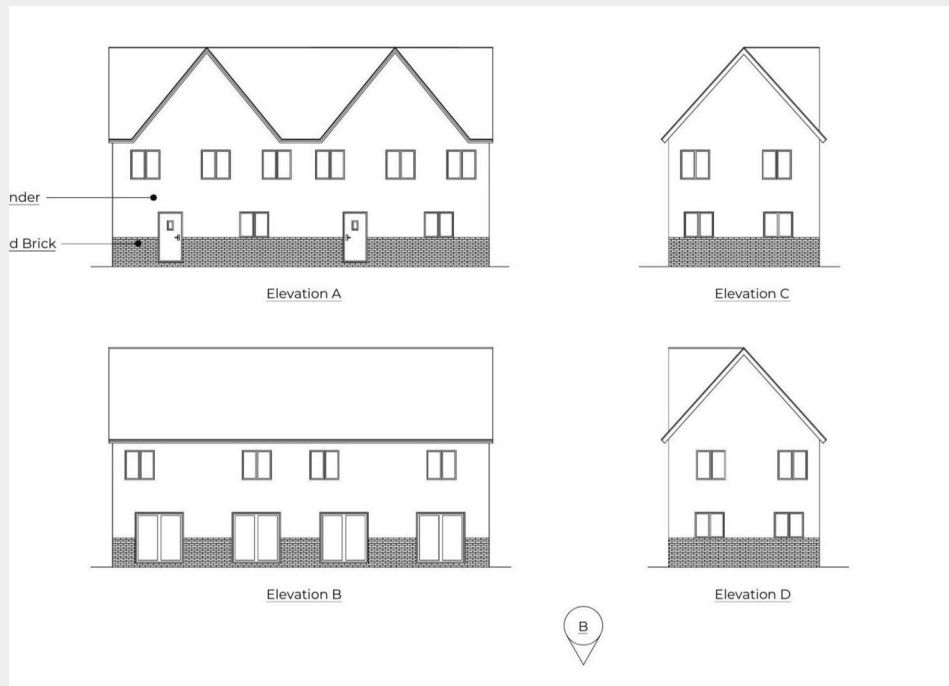 nder
d Brick
Elevation A
Elevation C
Elevation B
Elevation D
B